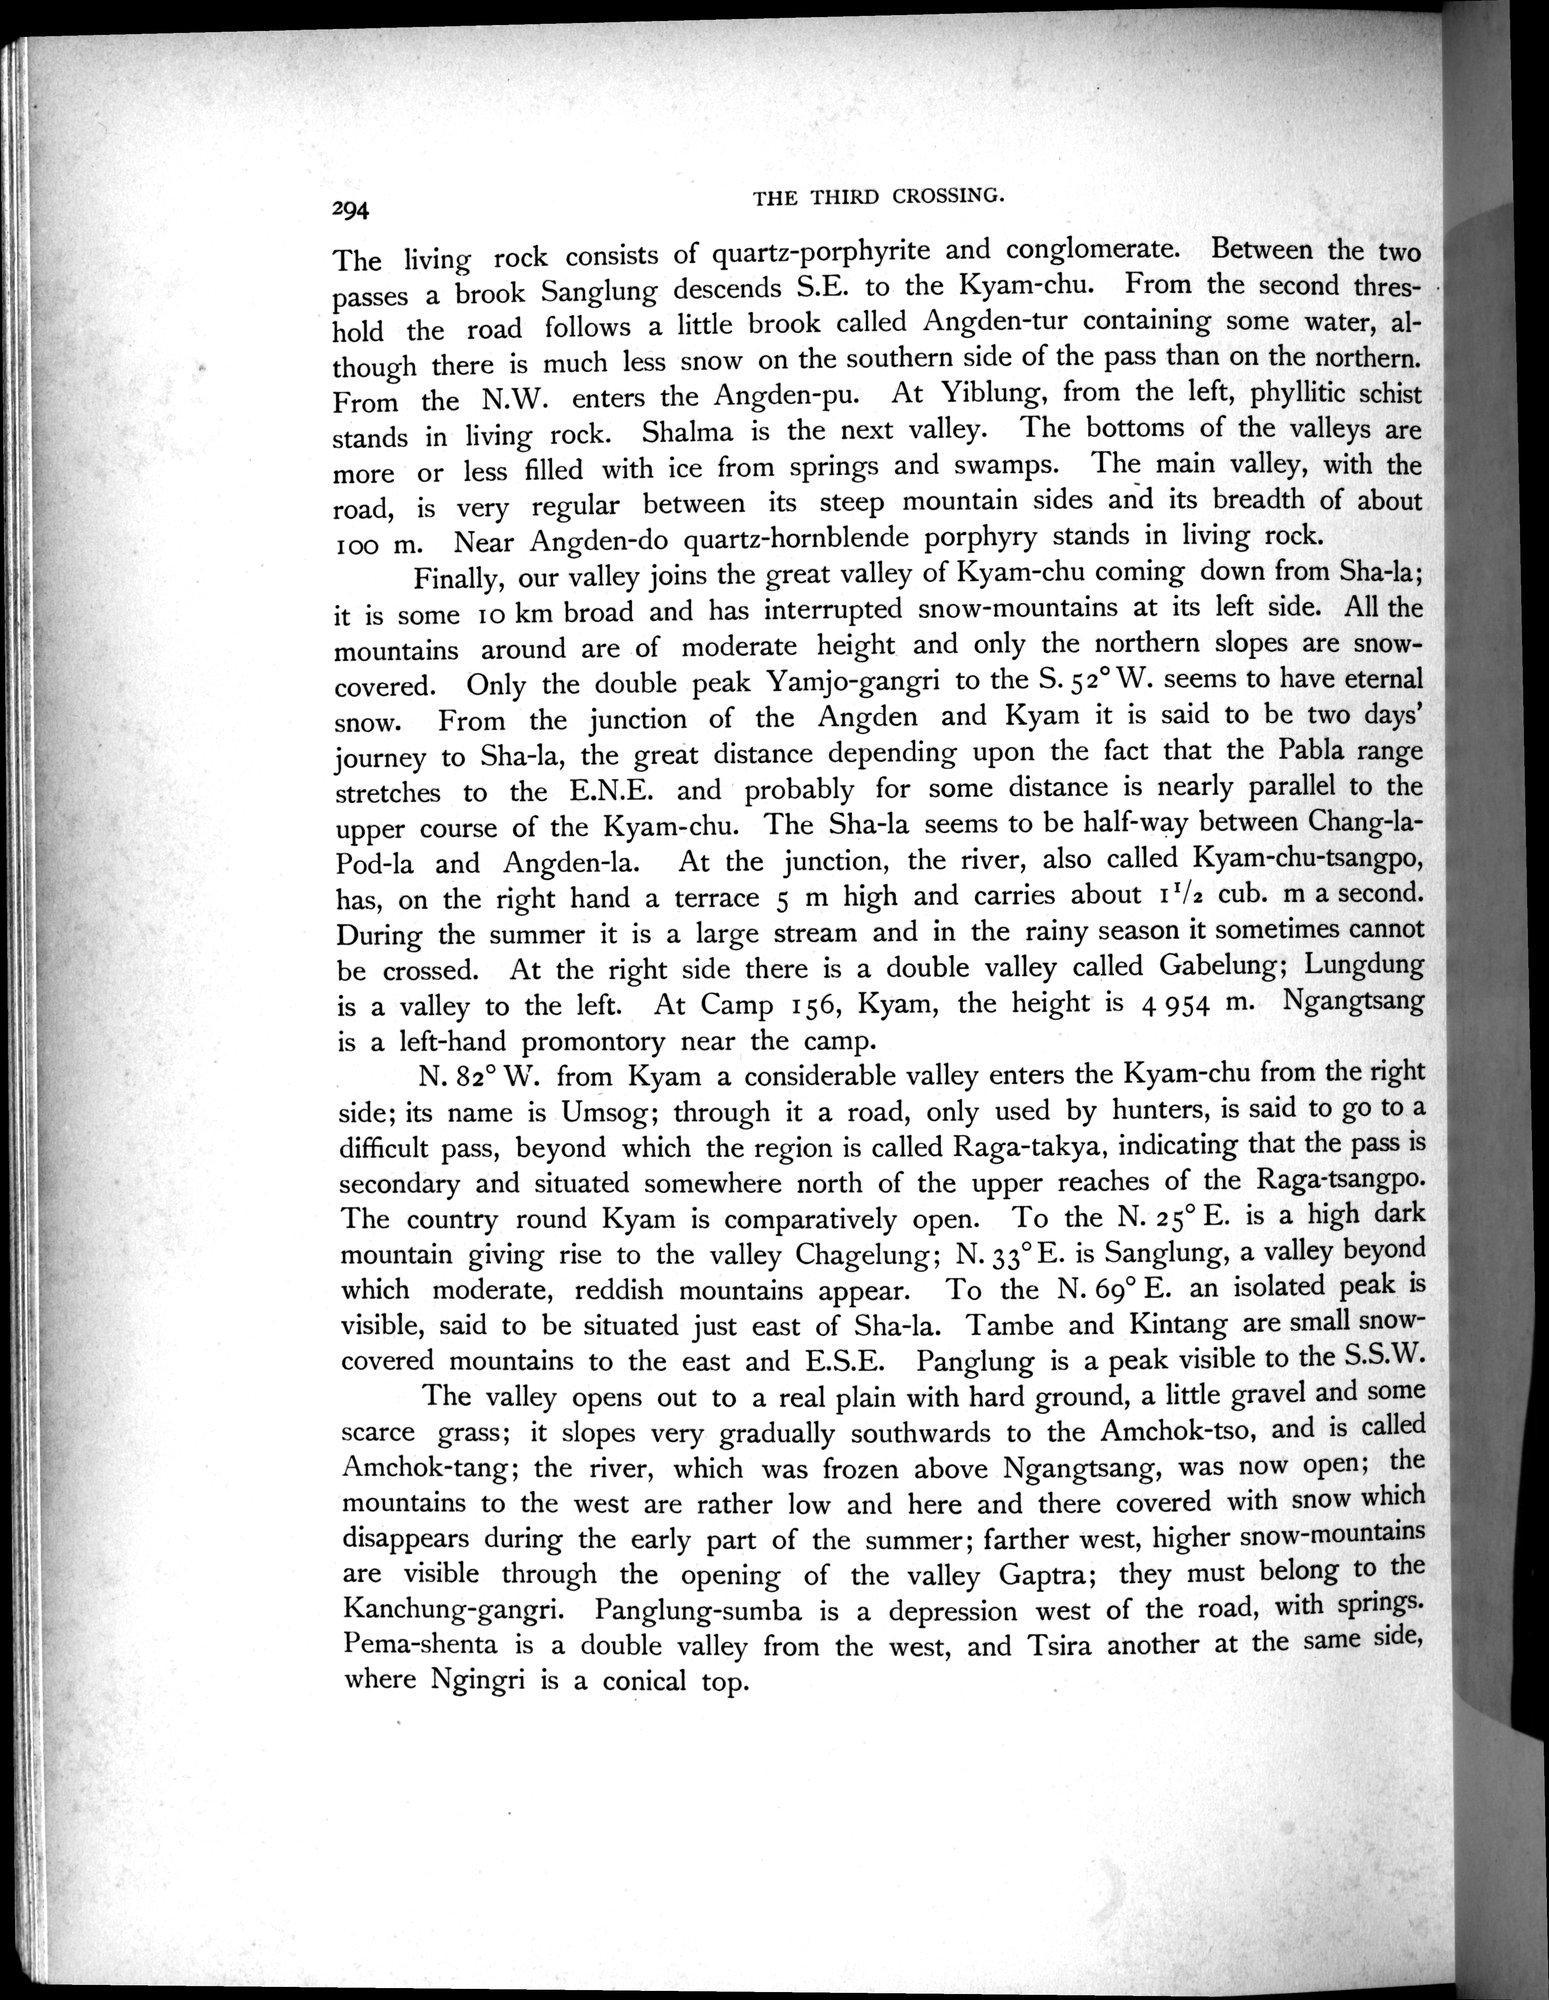 294
THE THIRD CROSSING.
The living rock consists of quartz-porphyrite and conglomerate. Between the two
passes a brook Sanglung descends S.E. to the Kyam-chu. From the second thres-
hold the road follows a little brook called Angden-tur containing some water, al-
though there is much less snow on the southern side of the pass than on the northern.
From the N.W. enters the Angden-pu. At Yiblung, from the left, phyllitic schist
stands in living rock. Shalma is the next valley. The bottoms of the valleys are
more or less filled with ice from springs and swamps. The main valley, with the
road, is very regular between its steep mountain sides and its breadth of about
100 m. Near Angden-do quartz-hornblende porphyry stands in living rock.
Finally, our valley joins the great valley of Kyam-chu coming down from Sha-la;
it is some 10 km broad and has interrupted snow-mountains at its left side. All the
mountains around are of moderate height and only the northern slopes are snow-
covered. Only the double peak Yamjo-gangri to the S. 52° W. seems to have eternal
snow. From the junction of the Angden and Kyam it is said to be two days'
journey to Sha-la, the great distance depending upon the fact that the Pabla range
stretches to the E.N.E. and probably for some distance is nearly parallel to the
upper course of the Kyam-chu. The Sha-la seems to be half-way between Chang-la-
Pod-la and Angden-la. At the junction, the river, also called Kyam-chu-tsangpo,
has, on the right hand a terrace 5 m high and carries about 1 1/2 cub. m a second.
During the summer it is a large stream and in the rainy season it sometimes cannot
be crossed. At the right side there is a double valley called Gabelung; Lungdung
is a valley to the left. At Camp 156, Kyam, the height is 4 954 m. Ngangtsang
is a left-hand promontory near the camp.
N. 82° W. from Kyam a considerable valley enters the Kyam-chu from the right
side; its name is Umsog; through it a road, only used by hunters, is said to go to a
difficult pass, beyond which the region is called Raga-takya, indicating that the pass is
secondary and situated somewhere north of the upper reaches of the Raga-tsangpo.
The country round Kyam is comparatively open. To the N. 25° E. is a high dark
mountain giving rise to the valley Chagelung; N. 33° E. is Sanglung, a valley beyond
which moderate, reddish mountains appear. To the N. 69° E. an isolated peak is
visible, said to be situated just east of Sha-la. Tambe and Kintang are small snow-
covered mountains to the east and E.S.E. Panglung is a peak visible to the S.S.W.
The valley opens out to a real plain with hard ground, a little gravel and some
scarce grass; it slopes very gradually southwards to the Amchok-tso, and is called
Amchok-tang; the river, which was frozen above Ngangtsang, was now open; the
mountains to the west are rather low and here and there covered with snow which
disappears during the early part of the summer; farther west, higher snow-mountains
are visible through the opening of the valley Gaptra; they must belong to the
Kanchung-gangri. Panglung-sumba is a depression west of the road, with springs.
Pema-shenta is a double valley from the west, and Tsira another at the same side,
where Ngingri is a conical top.